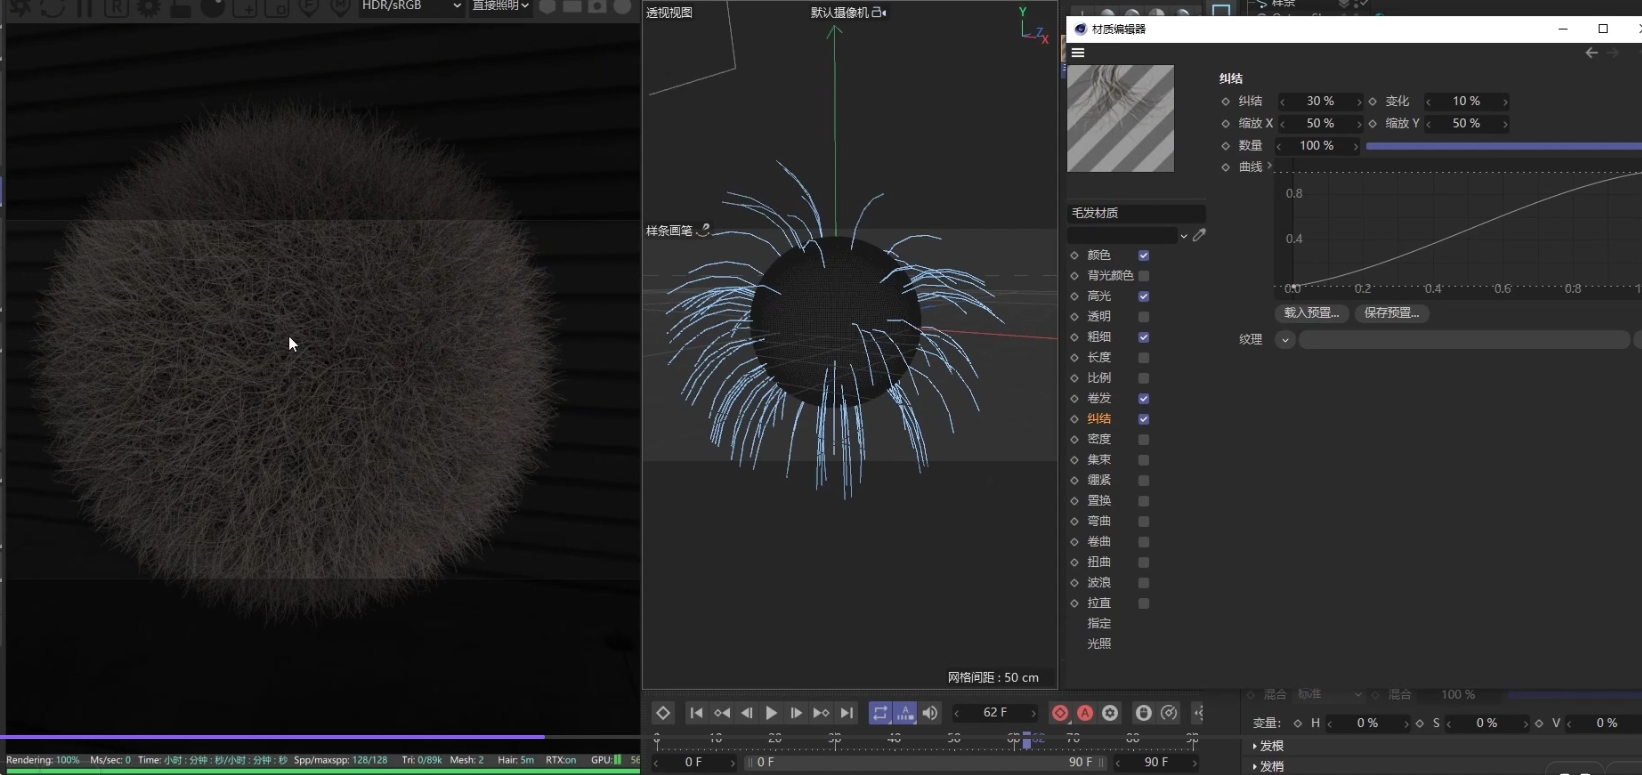 HDR/sRGB 直接照明
透视视图 默认摄像机
Y
Z
X
样条画笔
网格间距 : 50 cm
样条
材质编辑器
纠结
纠结 30 % 变化 10 %
缩放 X 50 % 缩放 Y 50 %
数量 100 %
曲线
0.8
0.4
0.0 0.2 0.4 0.6 0.8
载入预置... 保存预置...
纹理
毛发材质
颜色
背光颜色
高光
透明
粗细
长度
比例
卷发
纠结
密度
集束
绷紧
置换
弯曲
卷曲
扭曲
波浪
拉直
指定
光照
混合 标准 混合 100 %
62 F
变量: H 0 % S 0 % V 0 %
0 10 20 30 40 50 60 62 70 80 90
发根
发梢
0 F 0 F 90 F 90 F
Rendering: 100% Ms/sec: 0 Time: 小时 : 分钟 : 秒/小时 : 分钟 : 秒 Spp/maxspp: 128/128 Tri: 0/89k Mesh: 2 Hair: 5m RTX:on GPU: 56